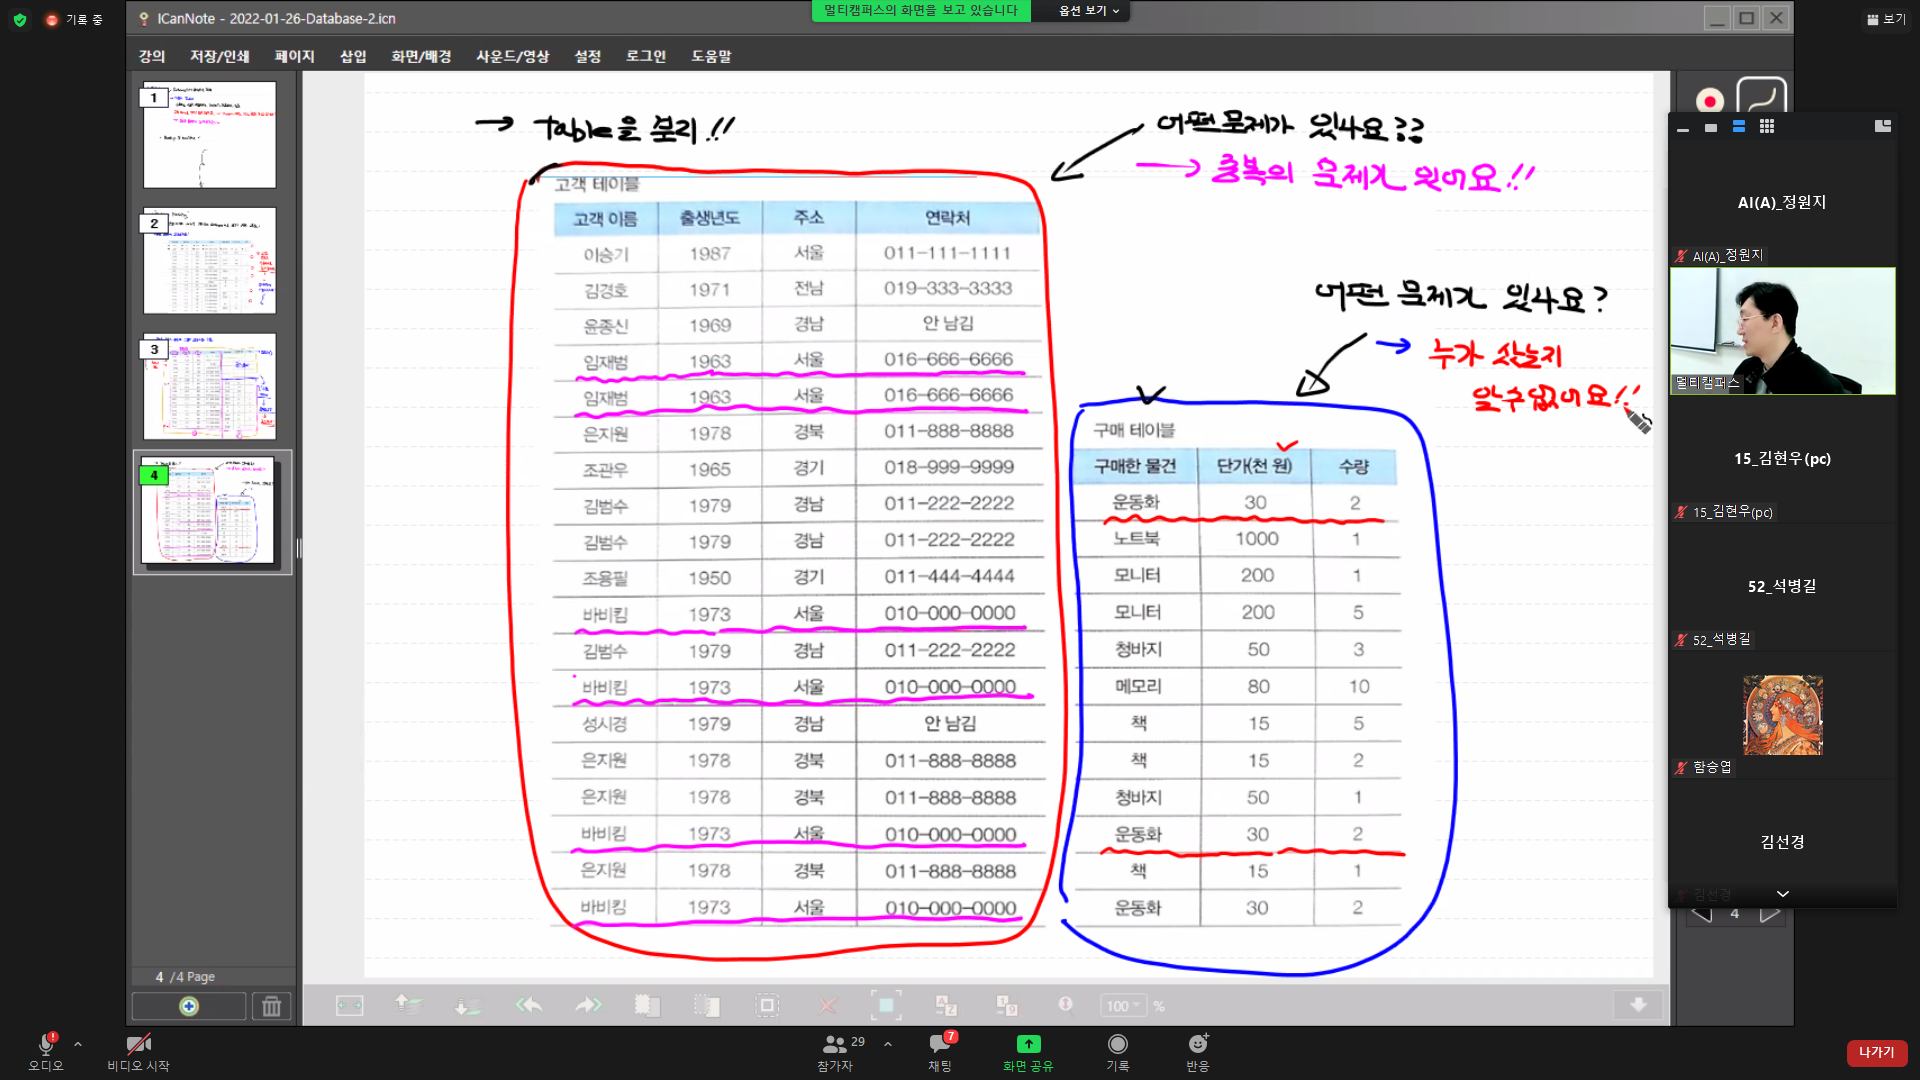 기록 중
ICanNote - 2022-01-26-Database-2.icn
멀티캠퍼스의 화면을 보고 있습니다
옵션 보기
보기
강의 저장/인쇄 페이지 삽입 화면/배경 사운드/영상 설정 로그인 도움말
1
2
3
4
4 /4 Page
→ Table을 분리!!
어떤문제가 있나요??
→ 중복의 문제가 있어요!!
고객 테이블
고객 이름 출생년도 주소 연락처
이승기 1987 서울 011-111-1111
김경호 1971 전남 019-333-3333
윤종신 1969 경남 안 남김
임재범 1963 서울 016-666-6666
임재범 1963 서울 016-666-6666
은지원 1978 경북 011-888-8888
조관우 1965 경기 018-999-9999
김범수 1979 경남 011-222-2222
김범수 1979 경남 011-222-2222
조용필 1950 경기 011-444-4444
바비킴 1973 서울 010-000-0000
김범수 1979 경남 011-222-2222
바비킴 1973 서울 010-000-0000
성시경 1979 경남 안 남김
은지원 1978 경북 011-888-8888
은지원 1978 경북 011-888-8888
바비킴 1973 서울 010-000-0000
은지원 1978 경북 011-888-8888
바비킴 1973 서울 010-000-0000
어떤 문제가 있나요?
→ 누가 샀는지
알수없어요!!
구매 테이블
구매한 물건 단가(천 원) 수량
운동화 30 2
노트북 1000 1
모니터 200 1
모니터 200 5
청바지 50 3
메모리 80 10
책 15 5
책 15 2
청바지 50 1
운동화 30 2
책 15 1
운동화 30 2
AI(A)_정원지
AI(A)_정원지
멀티캠퍼스
15_김현우(pc)
15_김현우(pc)
52_석병길
52_석병길
함승엽
김선경
김선경
4
100 %
오디오
비디오 시작
참가자 29
채팅 7
화면 공유
기록
반응
나가기